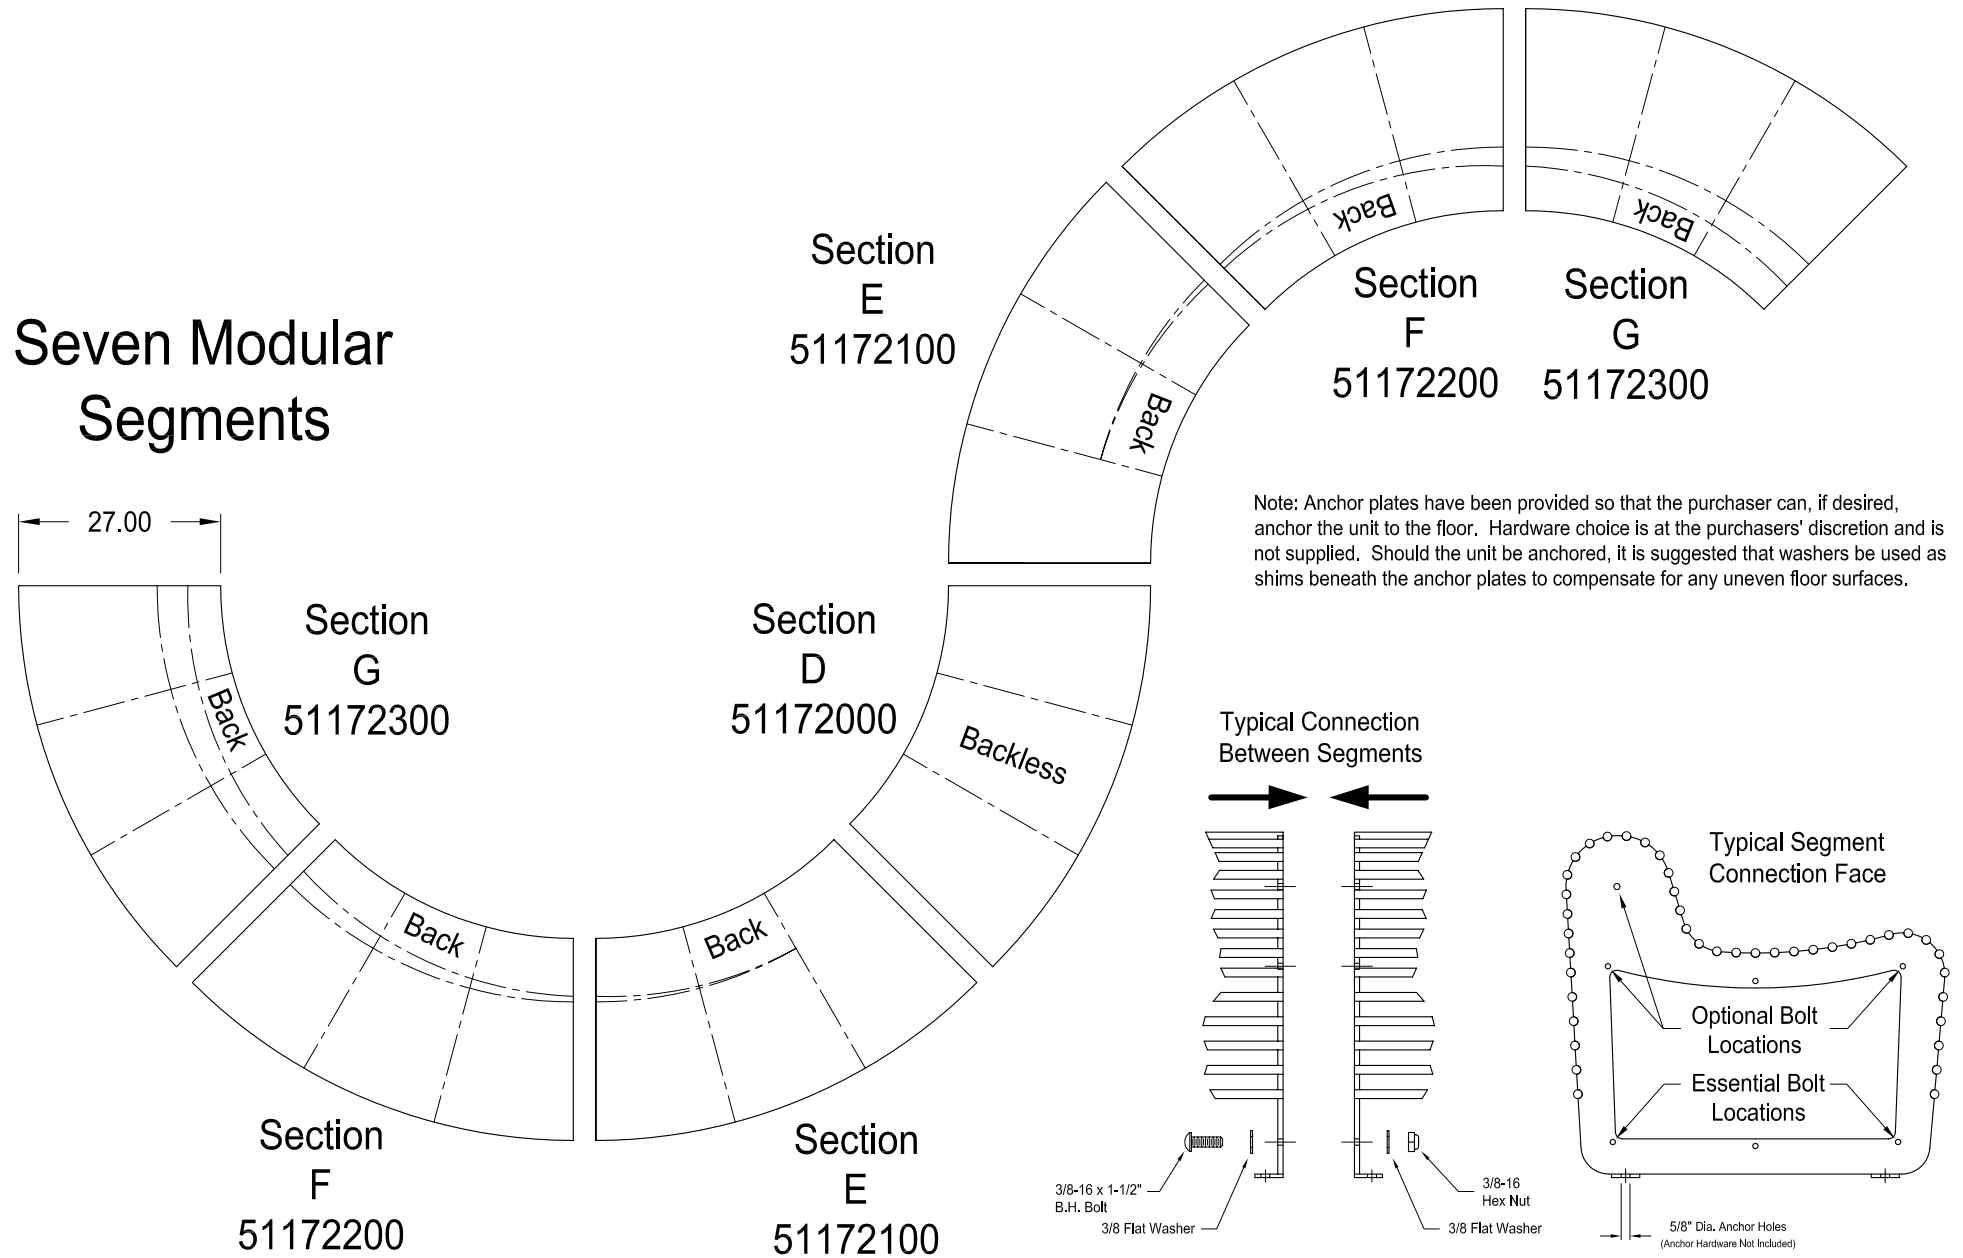 Seven Modular
Segments
27.00
Section
G
51172300
Back
Section
F
51172200
Back
Section
E
51172100
Back
Section
D
51172000
Backless
Section
E
51172100
Back
Section
F
51172200
Back
Section
G
51172300
Back
Note: Anchor plates have been provided so that the purchaser can, if desired,
anchor the unit to the floor. Hardware choice is at the purchasers' discretion and is
not supplied. Should the unit be anchored, it is suggested that washers be used as
shims beneath the anchor plates to compensate for any uneven floor surfaces.
Typical Connection
Between Segments
3/8-16 x 1-1/2"
B.H. Bolt
3/8 Flat Washer
3/8-16
Hex Nut
3/8 Flat Washer
Typical Segment
Connection Face
Optional Bolt
Locations
Essential Bolt
Locations
5/8" Dia. Anchor Holes
(Anchor Hardware Not Included)